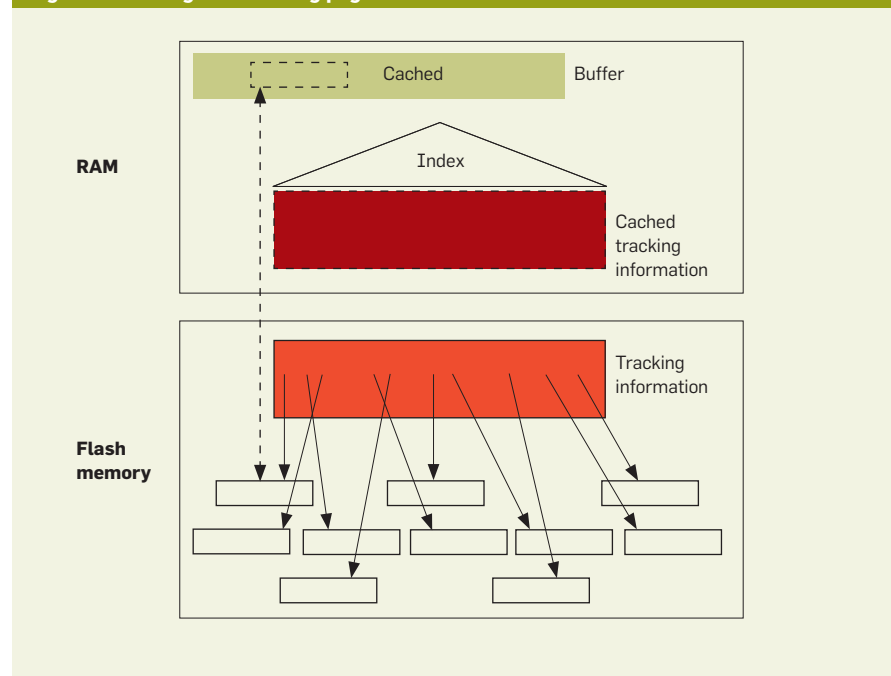 Cached
Buffer
RAM
Index
Cached
tracking
information
Tracking
information
Flash
memory